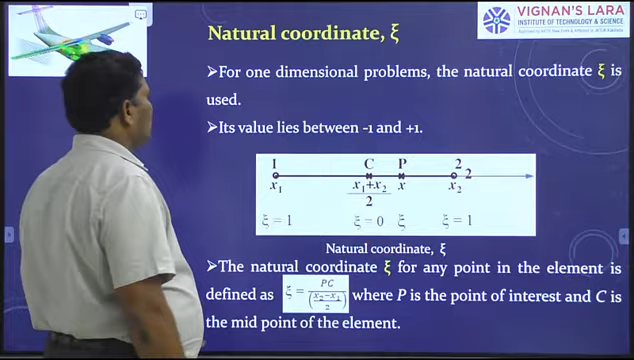 VIGNAN'S LARA
INSTITUTE OF TECHNOLOGY & SCIENCE
Natural coordinate, ξ
➢For one dimensional problems, the natural coordinate ξ is
used.
➢Its value lies between -1 and +1.
1 C P 2
2
x₁ x₁+x₂ x x₂
2
ξ = 1 ξ = 0 ξ ξ = 1
Natural coordinate, ξ
➢The natural coordinate ξ for any point in the element is
defined as ξ = PC/((x₂−x₁)/2) where P is the point of interest and C is
the mid point of the element.